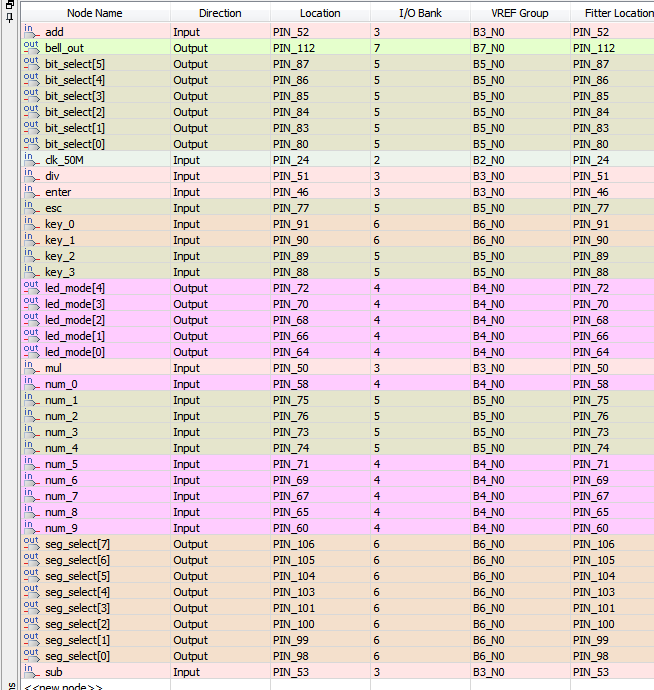 Node Name Direction Location I/O Bank VREF Group Fitter Location
in add Input PIN_52 3 B3_N0 PIN_52
out bell_out Output PIN_112 7 B7_N0 PIN_112
out bit_select[5] Output PIN_87 5 B5_N0 PIN_87
out bit_select[4] Output PIN_86 5 B5_N0 PIN_86
out bit_select[3] Output PIN_85 5 B5_N0 PIN_85
out bit_select[2] Output PIN_84 5 B5_N0 PIN_84
out bit_select[1] Output PIN_83 5 B5_N0 PIN_83
out bit_select[0] Output PIN_80 5 B5_N0 PIN_80
in clk_50M Input PIN_24 2 B2_N0 PIN_24
in div Input PIN_51 3 B3_N0 PIN_51
in enter Input PIN_46 3 B3_N0 PIN_46
in esc Input PIN_77 5 B5_N0 PIN_77
in key_0 Input PIN_91 6 B6_N0 PIN_91
in key_1 Input PIN_90 6 B6_N0 PIN_90
in key_2 Input PIN_89 5 B5_N0 PIN_89
in key_3 Input PIN_88 5 B5_N0 PIN_88
out led_mode[4] Output PIN_72 4 B4_N0 PIN_72
out led_mode[3] Output PIN_70 4 B4_N0 PIN_70
out led_mode[2] Output PIN_68 4 B4_N0 PIN_68
out led_mode[1] Output PIN_66 4 B4_N0 PIN_66
out led_mode[0] Output PIN_64 4 B4_N0 PIN_64
in mul Input PIN_50 3 B3_N0 PIN_50
in num_0 Input PIN_58 4 B4_N0 PIN_58
in num_1 Input PIN_75 5 B5_N0 PIN_75
in num_2 Input PIN_76 5 B5_N0 PIN_76
in num_3 Input PIN_73 5 B5_N0 PIN_73
in num_4 Input PIN_74 5 B5_N0 PIN_74
in num_5 Input PIN_71 4 B4_N0 PIN_71
in num_6 Input PIN_69 4 B4_N0 PIN_69
in num_7 Input PIN_67 4 B4_N0 PIN_67
in num_8 Input PIN_65 4 B4_N0 PIN_65
in num_9 Input PIN_60 4 B4_N0 PIN_60
out seg_select[7] Output PIN_106 6 B6_N0 PIN_106
out seg_select[6] Output PIN_105 6 B6_N0 PIN_105
out seg_select[5] Output PIN_104 6 B6_N0 PIN_104
out seg_select[4] Output PIN_103 6 B6_N0 PIN_103
out seg_select[3] Output PIN_101 6 B6_N0 PIN_101
out seg_select[2] Output PIN_100 6 B6_N0 PIN_100
out seg_select[1] Output PIN_99 6 B6_N0 PIN_99
out seg_select[0] Output PIN_98 6 B6_N0 PIN_98
in sub Input PIN_53 3 B3_N0 PIN_53
<<new node>>